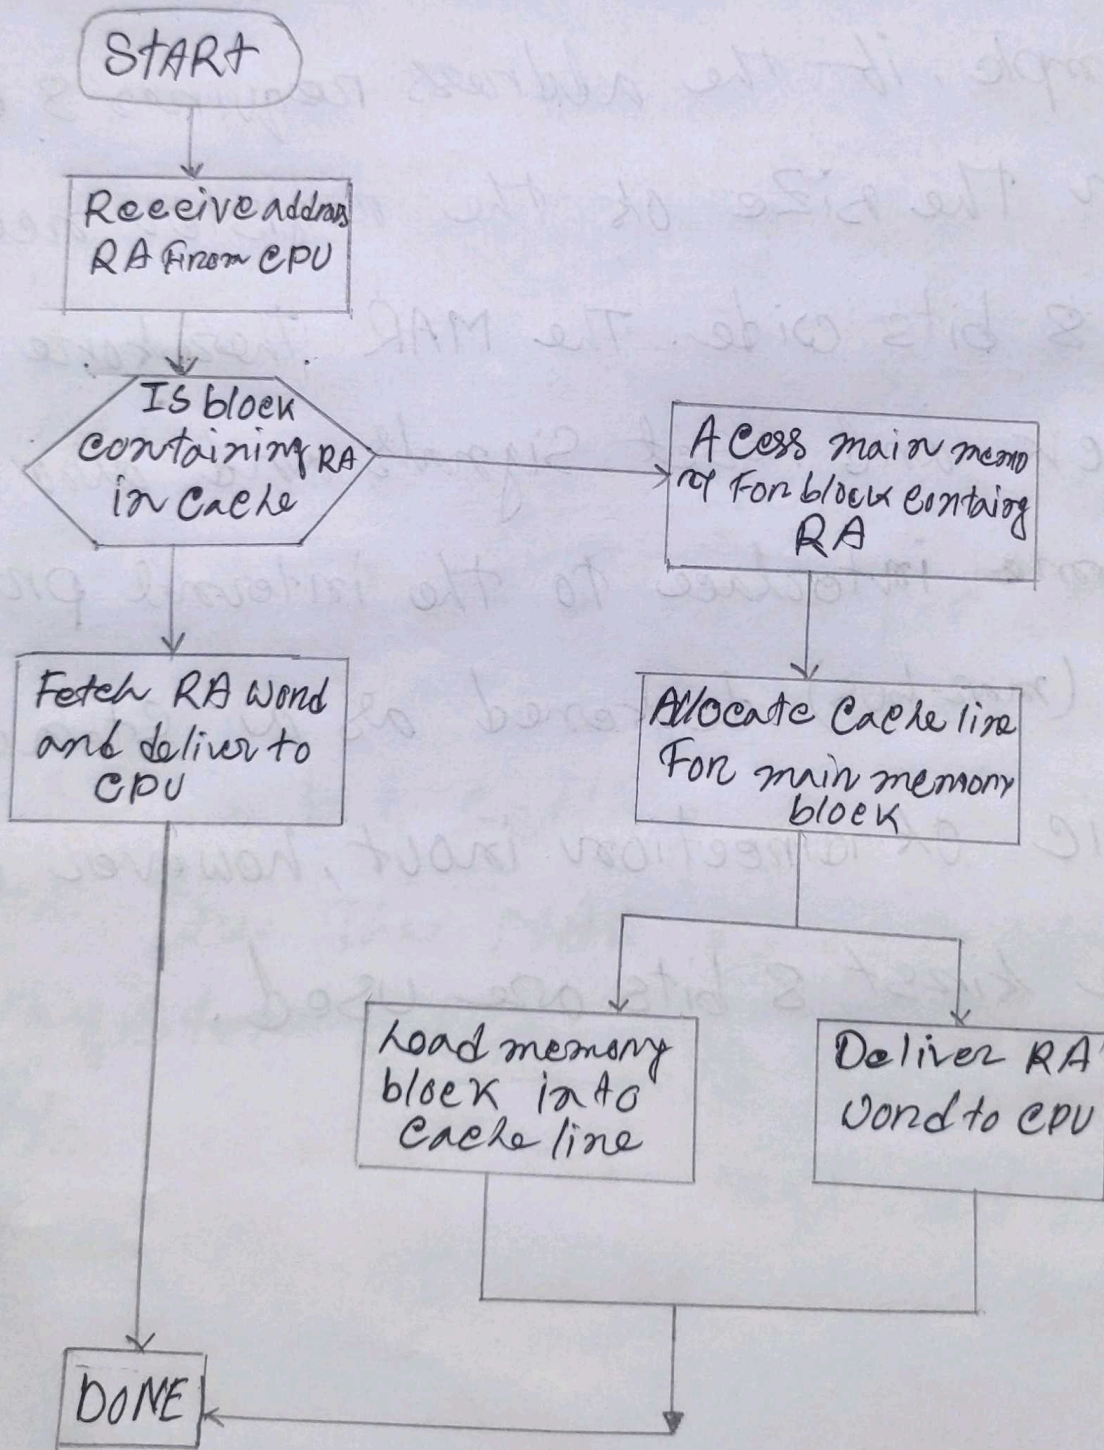 START
Receive address
RA From CPU
Is block
containing RA
in Cache
Acess main memo
ry For block containg
RA
Fetch RA word
and deliver to
CPU
Allocate Cache line
For main memory
block
Load memory
block into
Cache line
Deliver RA
word to CPU
DONE